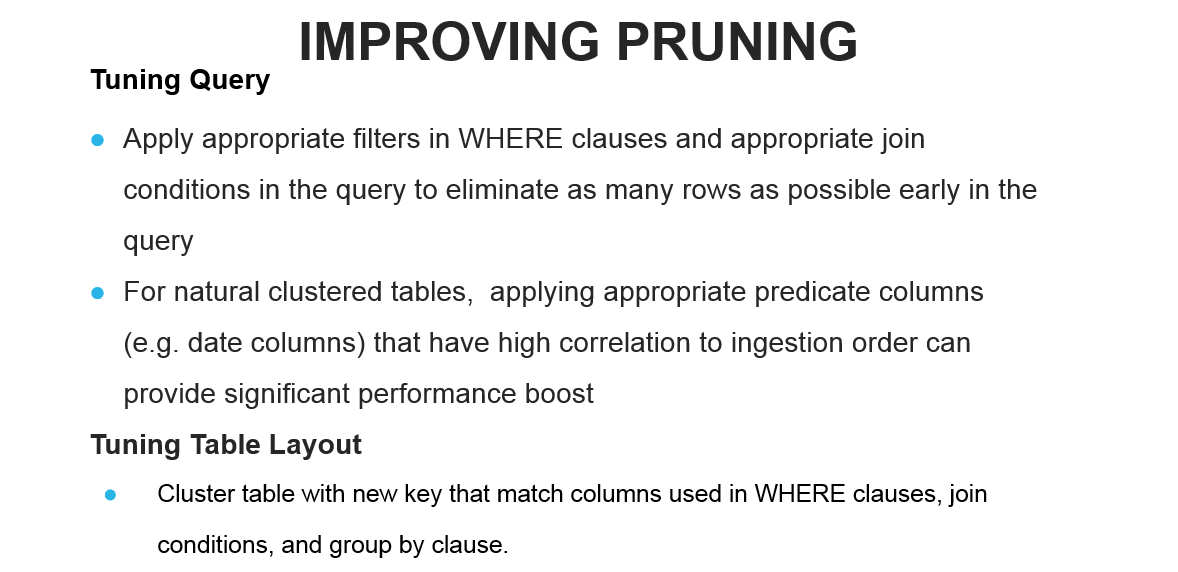 IMPROVING PRUNING
Tuning Query
● Apply appropriate filters in WHERE clauses and appropriate join
conditions in the query to eliminate as many rows as possible early in the
query
● For natural clustered tables,  applying appropriate predicate columns
(e.g. date columns) that have high correlation to ingestion order can
provide significant performance boost
Tuning Table Layout
● Cluster table with new key that match columns used in WHERE clauses, join
conditions, and group by clause.